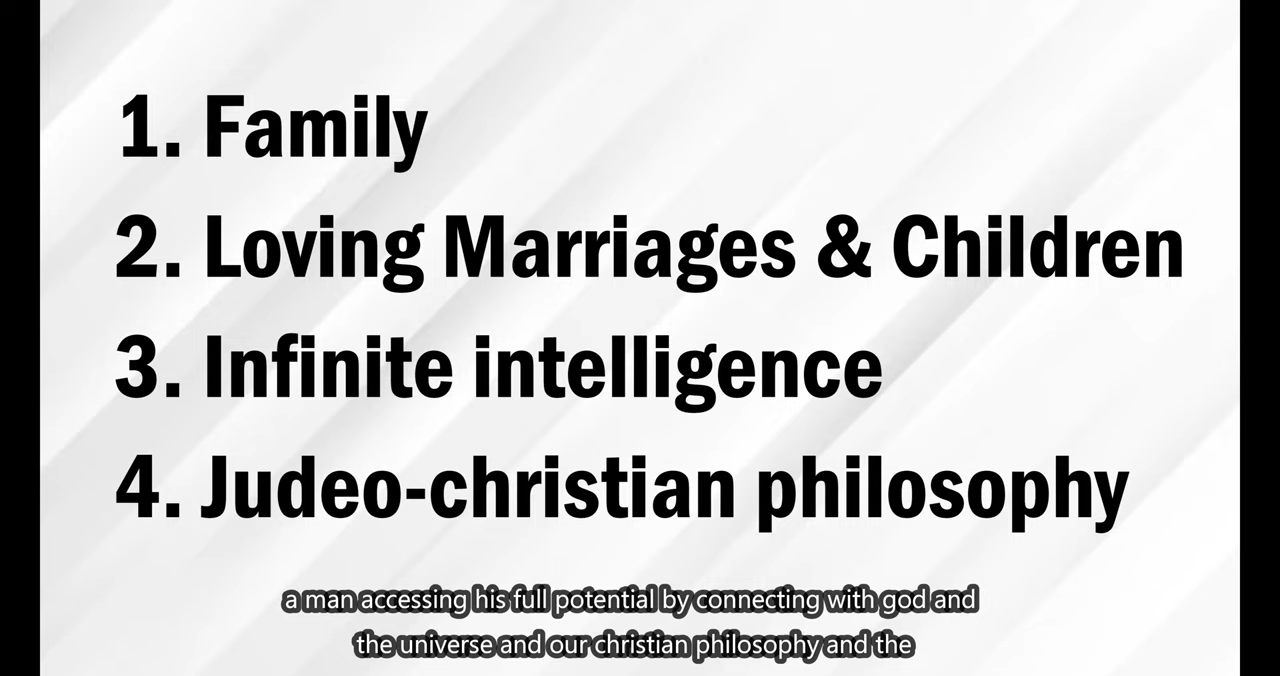 1. Family
2. Loving Marriages & Children
3. Infinite intelligence
4. Judeo-christian philosophy
a man accessing his full potential by connecting with god and
the universe and our christian philosophy and the